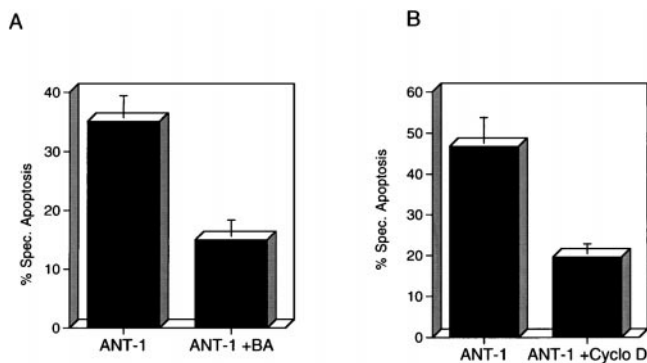 A
40
30
20
10
0
% Spec. Apoptosis
ANT-1
ANT-1 +BA
B
60
50
40
30
20
10
0
% Spec. Apoptosis
ANT-1
ANT-1 +Cyclo D